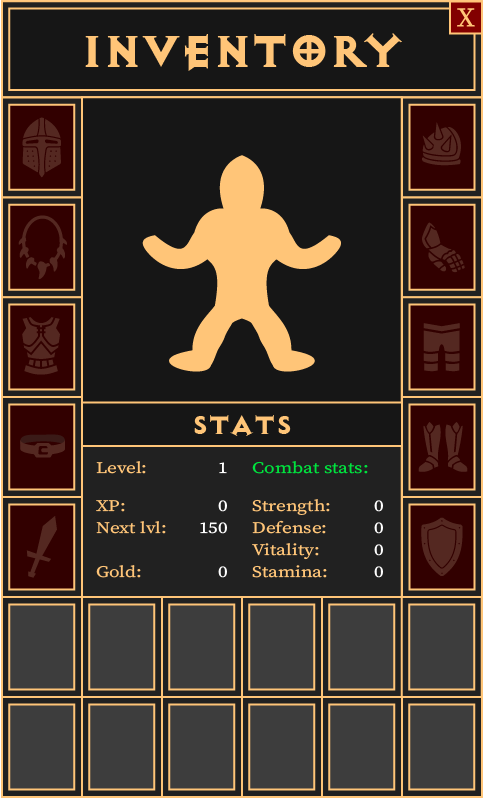 X
INVENTORY
STATS
Level: 1 Combat stats:
XP: 0 Strength: 0
Next lvl: 150 Defense: 0
Vitality: 0
Gold: 0 Stamina: 0